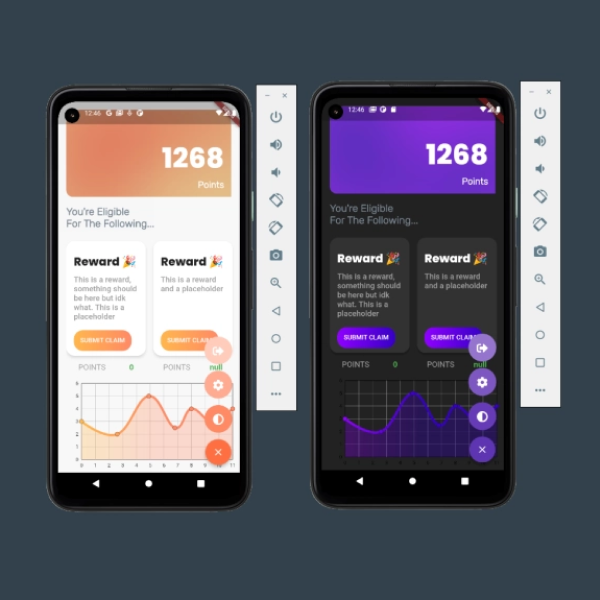 12:46
1268
Points
You're Eligible
For The Following...
Reward 🎉
This is a reward,
something should
be here but idk
what. This is a
placeholder
SUBMIT CLAIM
POINTS 0
Reward 🎉
This is a reward
and a placeholder
SUBMIT CLAIM
POINTS null
6
5
4
3
2
1
0
0 1 2 3 4 5 6 7 8 9 10 11
12:46
1268
Points
You're Eligible
For The Following...
Reward 🎉
This is a reward,
something should
be here but idk
what. This is a
placeholder
SUBMIT CLAIM
POINTS 0
Reward 🎉
This is a reward
and a placeholder
SUBMIT CLAIM
POINTS null